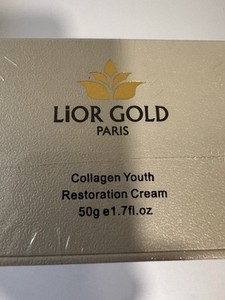 LiOR GOLD
PARIS
Collagen Youth
Restoration Cream
50g e1.7fl.oz